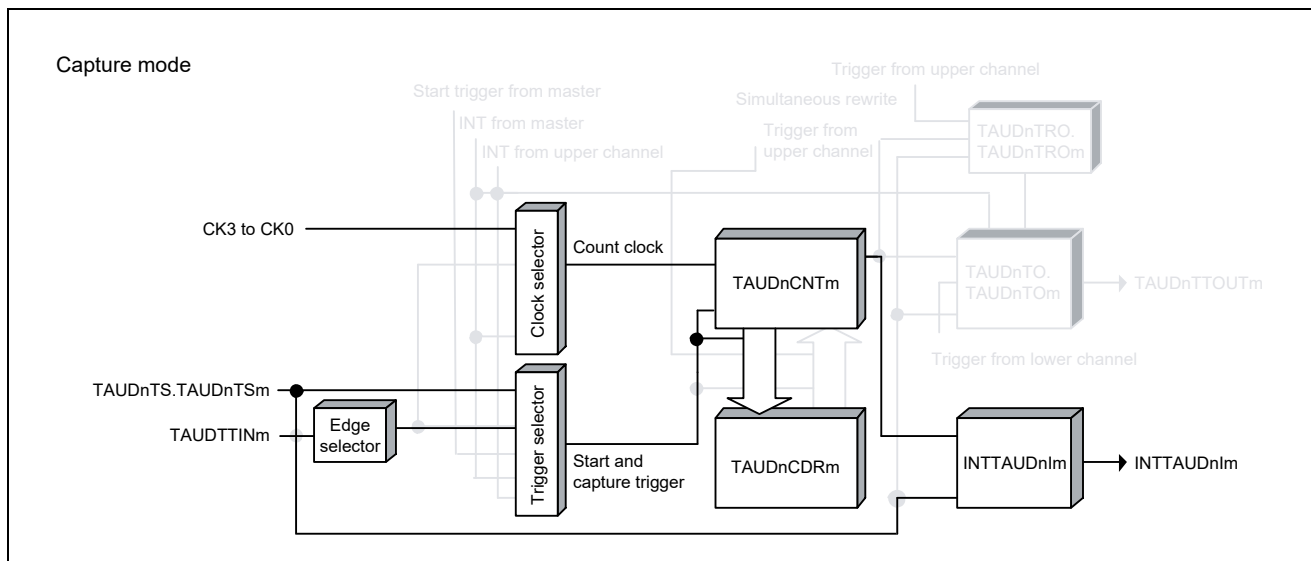 Capture mode
Trigger from upper channel
Start trigger from master
Simultaneous rewrite
INT from master
Trigger from
upper channel
INT from upper channel
TAUDnTRO.
TAUDnTROm
CK3 to CK0
Clock selector
Count clock
TAUDnCNTm
TAUDnTO.
TAUDnTOm
TAUDnTTOUTm
Trigger from lower channel
TAUDnTS.TAUDnTSm
TAUDTTINm
Edge
selector
Trigger selector
Start and
capture trigger
TAUDnCDRm
INTTAUDnIm
INTTAUDnIm